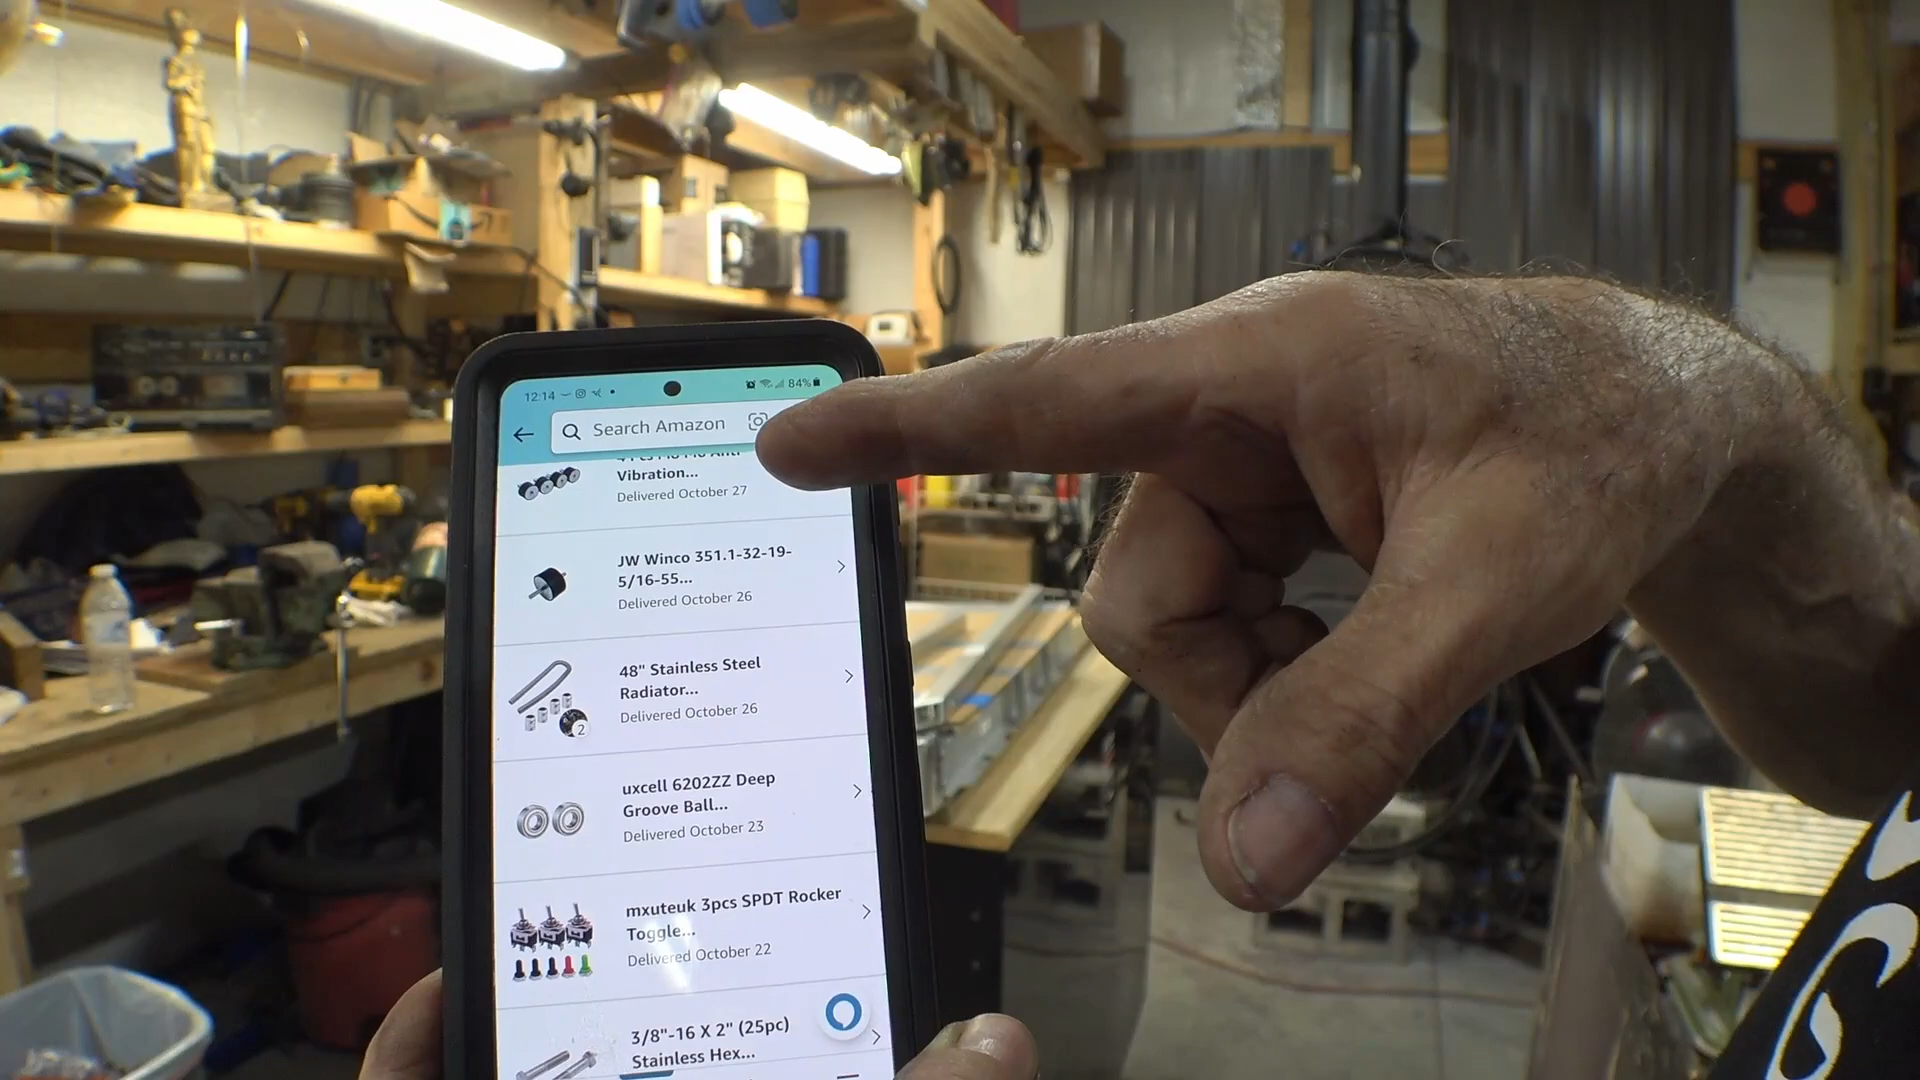 12:14
84%
Search Amazon
Vibration...
Delivered October 27
JW Winco 351.1-32-19-
5/16-55...
Delivered October 26
48" Stainless Steel
Radiator...
Delivered October 26
2
uxcell 6202ZZ Deep
Groove Ball...
Delivered October 23
mxuteuk 3pcs SPDT Rocker
Toggle...
Delivered October 22
3/8"-16 X 2" (25pc)
Stainless Hex...